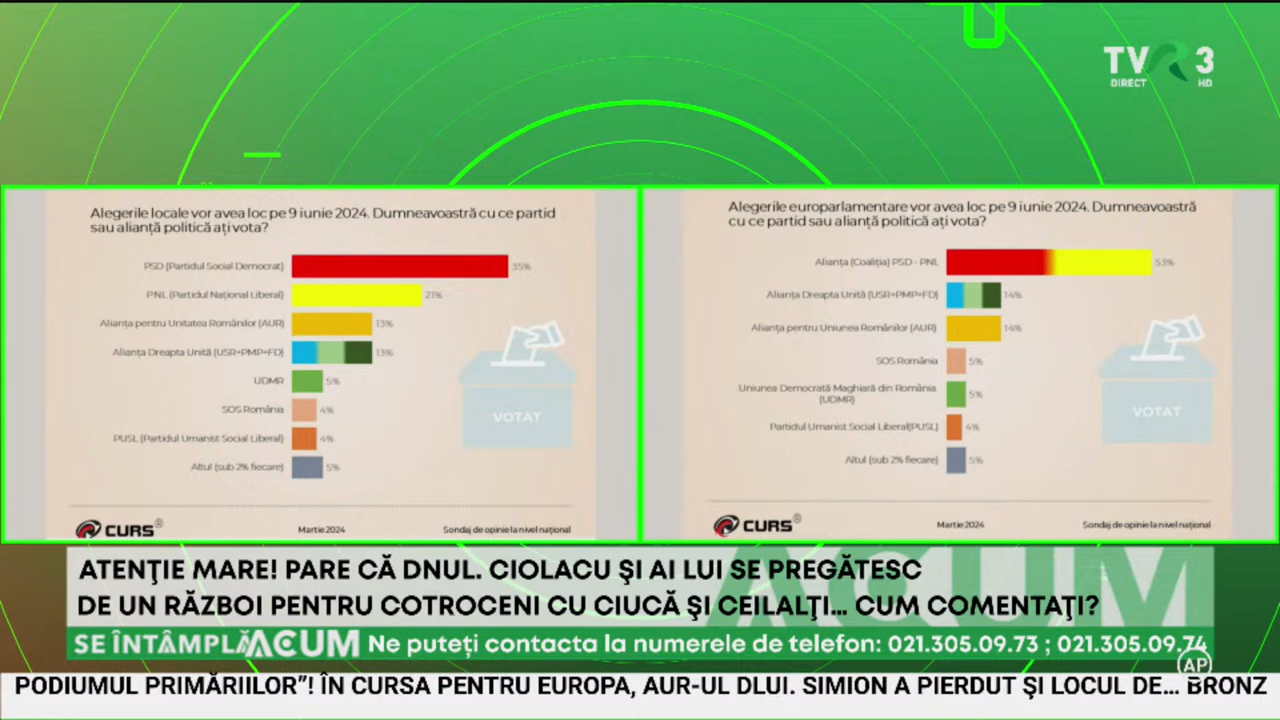 TVR 3
DIRECT
HD
Alegerile locale vor avea loc pe 9 iunie 2024. Dumneavoastră cu ce partid
sau alianță politică ați vota?
PSD (Partidul Social Democrat)
35%
PNL (Partidul Național Liberal)
21%
Alianța pentru Unitatea Românilor (AUR)
13%
Alianța Dreapta Unită (USR+PMP+FD)
13%
UDMR
5%
SOS România
4%
PUSL (Partidul Umanist Social Liberal)
4%
Altul (sub 2% fiecare)
5%
VOTAT
CURS®
Martie 2024
Sondaj de opinie la nivel național
Alegerile europarlamentare vor avea loc pe 9 iunie 2024. Dumneavoastră
cu ce partid sau alianță politică ați vota?
Alianța (Coaliția) PSD - PNL
53%
Alianța Dreapta Unită (USR+PMP+FD)
14%
Alianța pentru Uniunea Românilor (AUR)
14%
SOS România
5%
Uniunea Democrată Maghiară din România
(UDMR)
5%
Partidul Umanist Social Liberal(PUSL)
4%
Altul (sub 2% fiecare)
5%
VOTAT
CURS®
Martie 2024
Sondaj de opinie la nivel național
ACUM
ATENŢIE MARE! PARE CĂ DNUL. CIOLACU ŞI AI LUI SE PREGĂTESC
DE UN RĂZBOI PENTRU COTROCENI CU CIUCĂ ŞI CEILALŢI... CUM COMENTAŢI?
SE ÎNTÂMPLĂ ACUM Ne puteți contacta la numerele de telefon: 021.305.09.73 ; 021.305.09.74
AP
PODIUMUL PRIMĂRIILOR”! ÎN CURSA PENTRU EUROPA, AUR-UL DLUI. SIMION A PIERDUT ŞI LOCUL DE... BRONZ